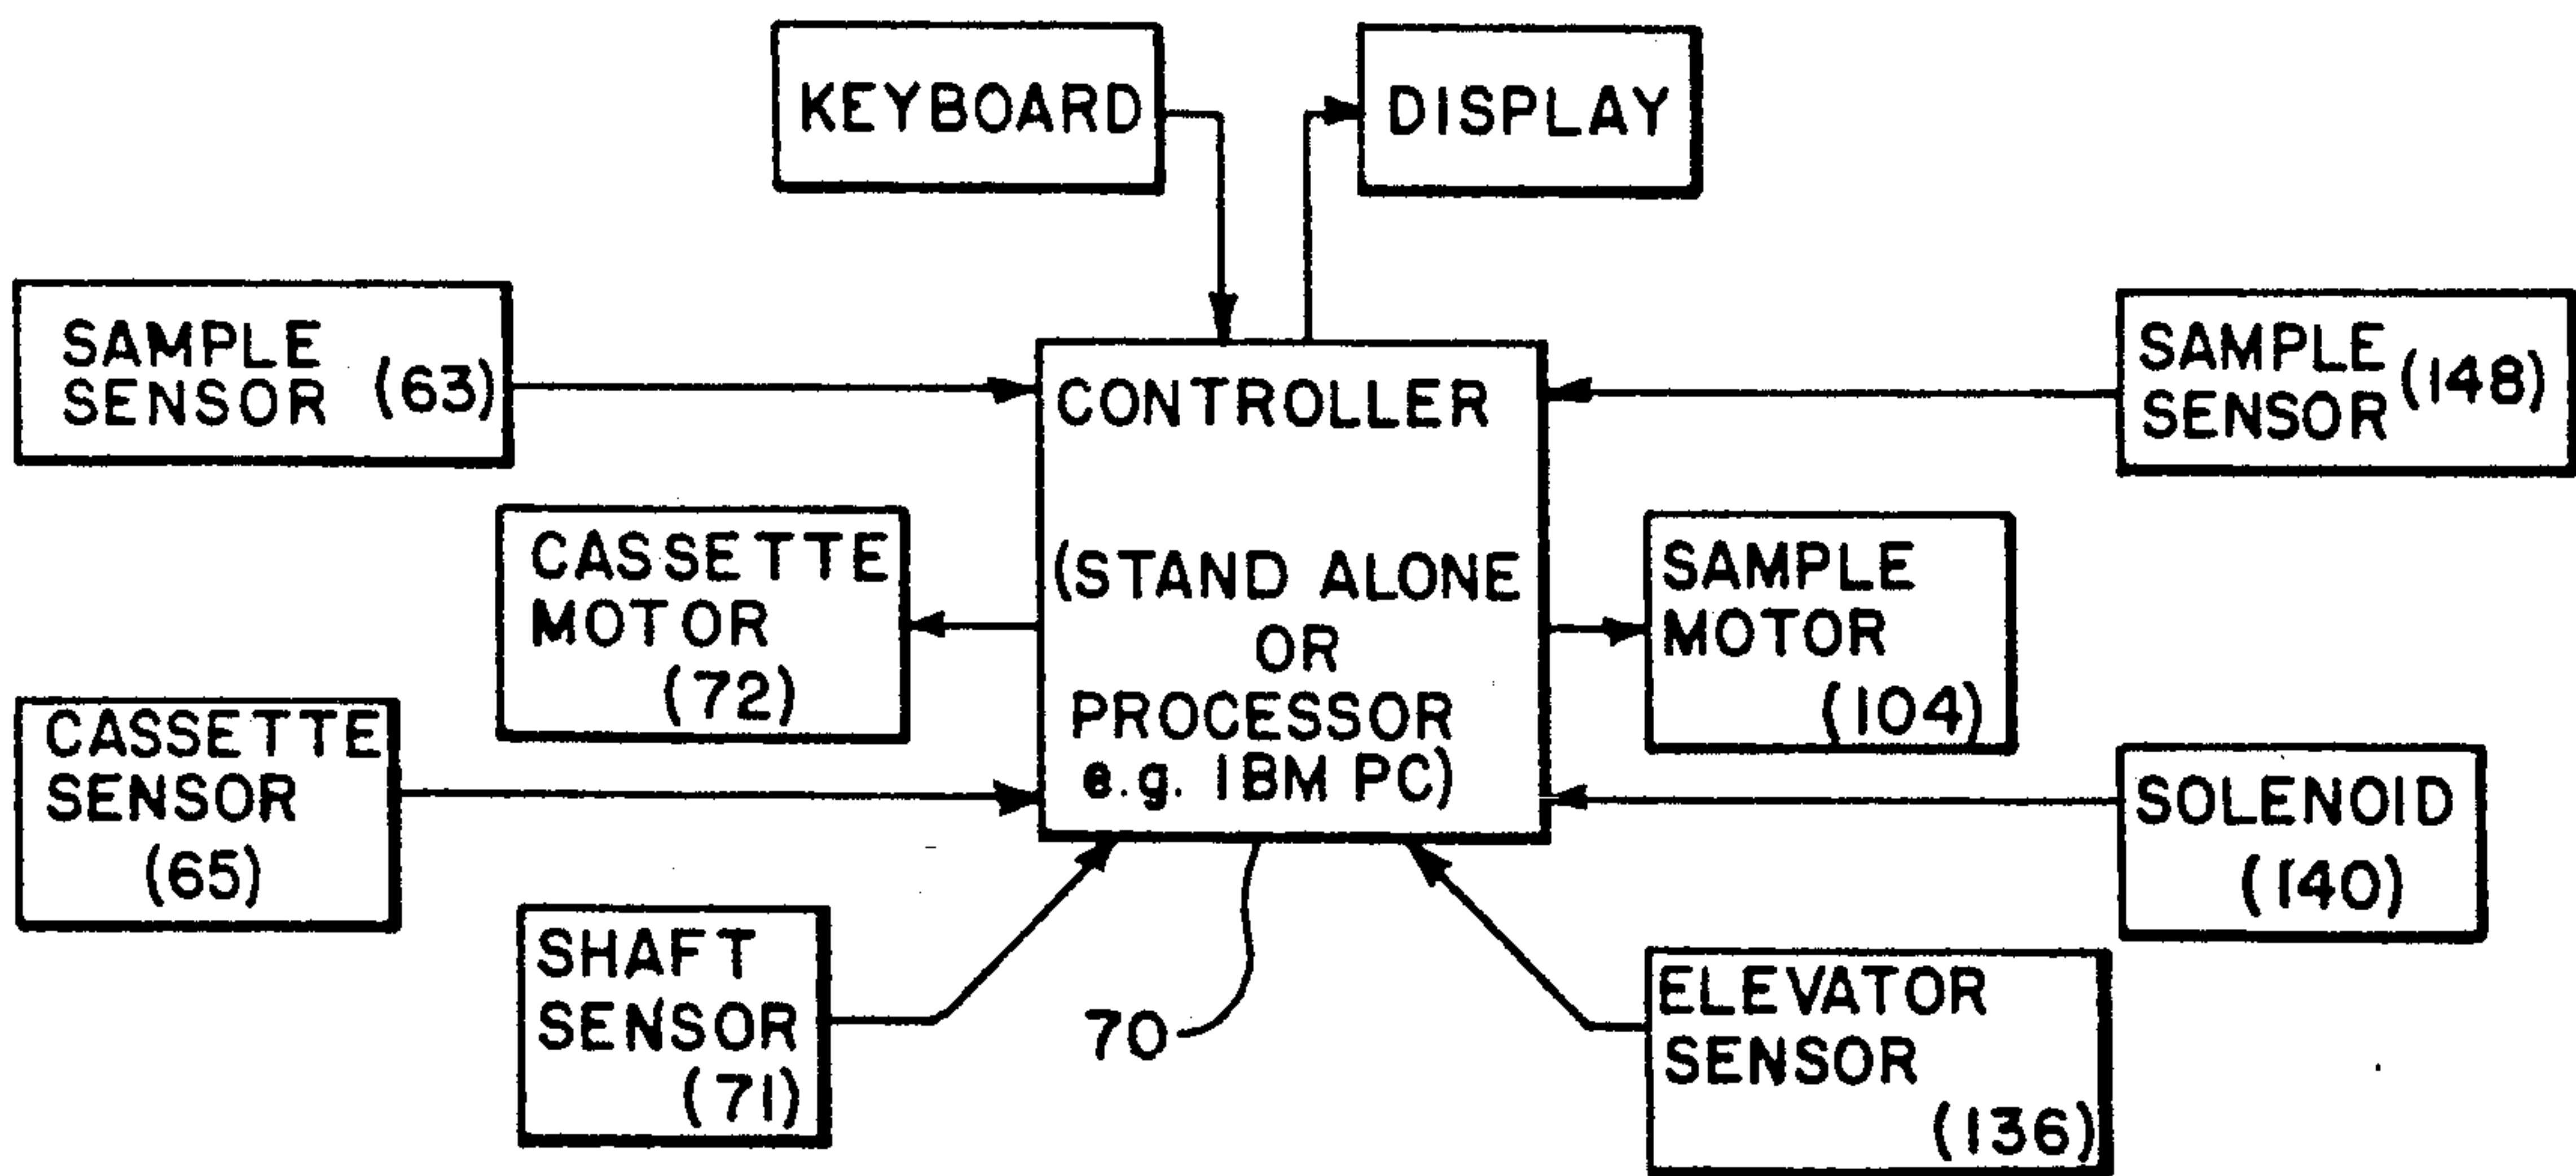 KEYBOARD
DISPLAY
SAMPLE
SENSOR (63)
CONTROLLER
(STAND ALONE
OR
PROCESSOR
e.g. IBM PC)
SAMPLE
SENSOR (148)
CASSETTE
MOTOR
(72)
SAMPLE
MOTOR
(104)
CASSETTE
SENSOR
(65)
SOLENOID
(140)
SHAFT
SENSOR
(71)
70
ELEVATOR
SENSOR
(136)